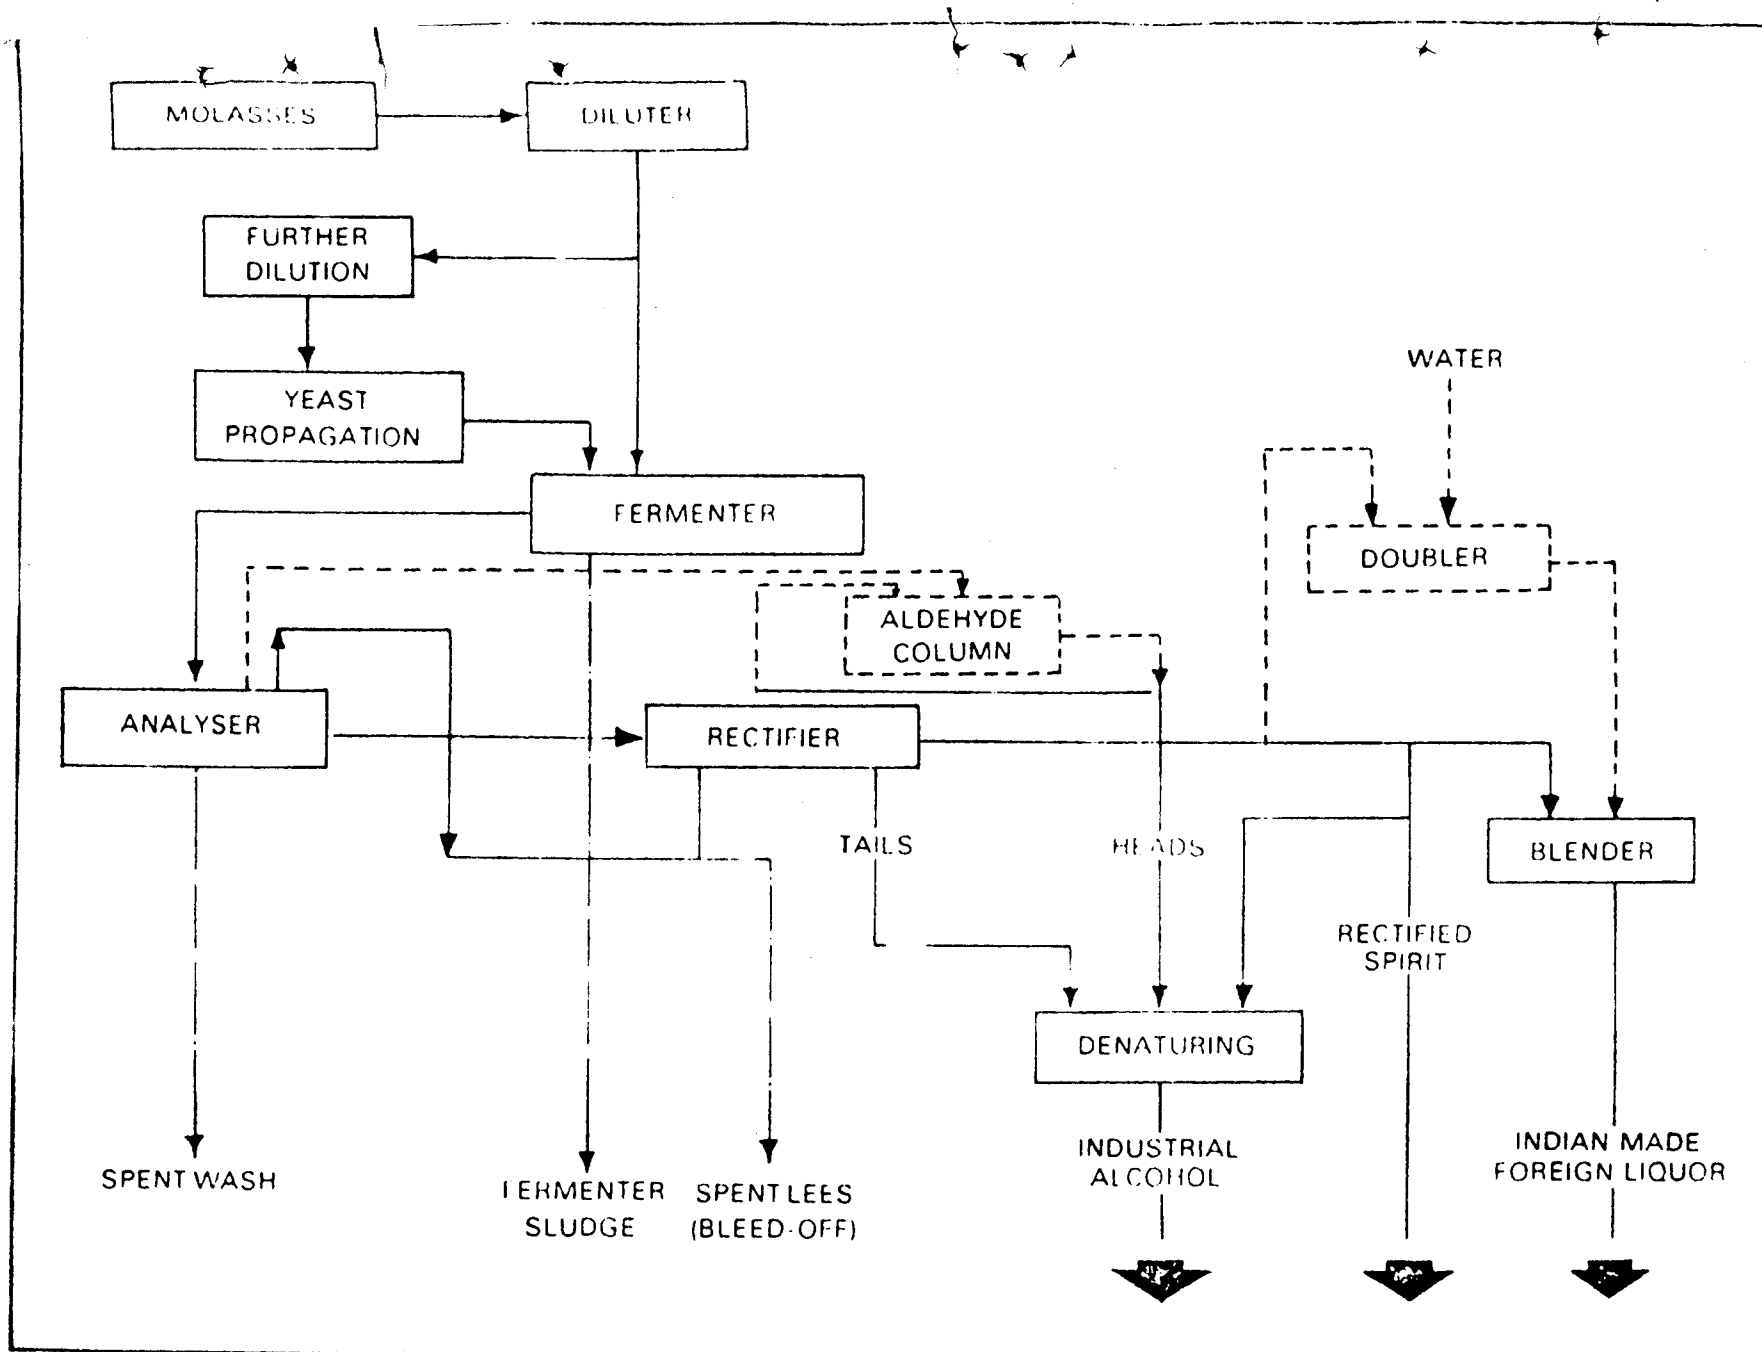 MOLASSES
DILUTER
FURTHER
DILUTION
WATER
YEAST
PROPAGATION
FERMENTER
DOUBLER
ALDEHYDE
COLUMN
ANALYSER
RECTIFIER
TAILS
HEADS
BLENDER
RECTIFIED
SPIRIT
DENATURING
INDUSTRIAL
ALCOHOL
INDIAN MADE
FOREIGN LIQUOR
SPENT WASH
FERMENTER
SLUDGE
SPENT LEES
(BLEED-OFF)